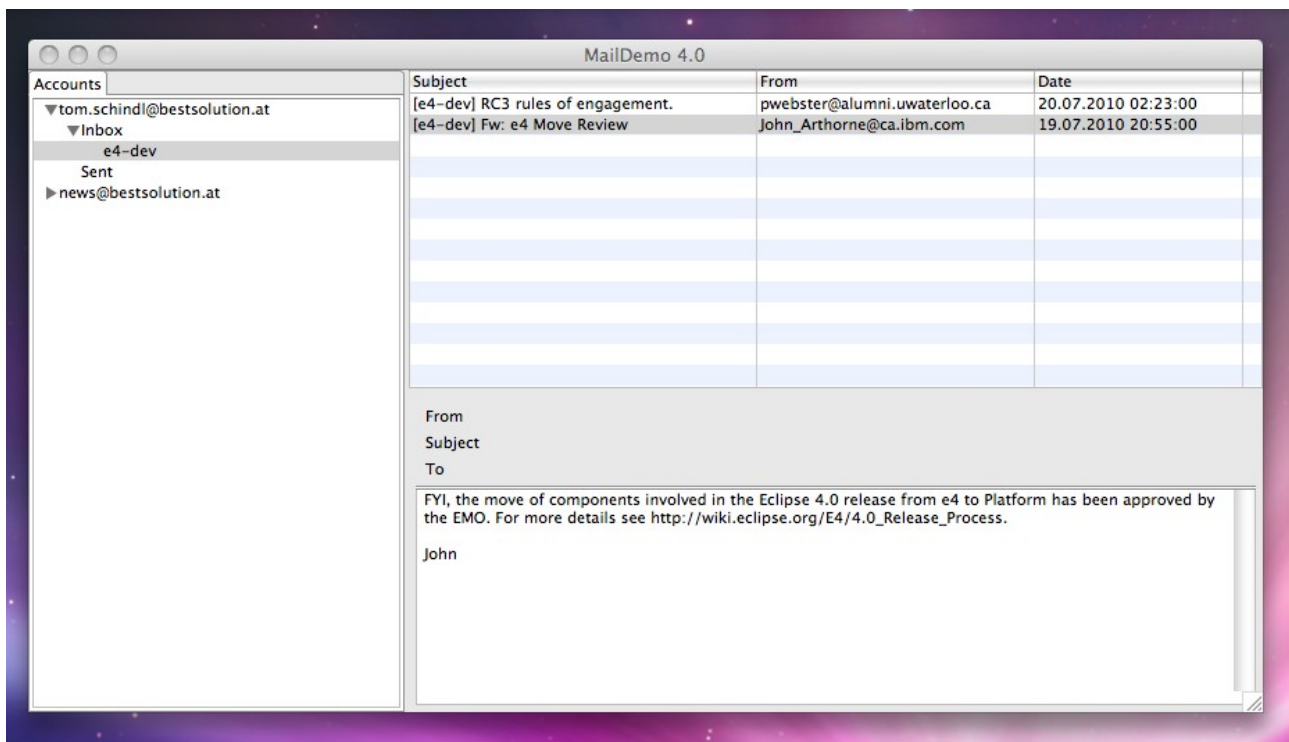 MailDemo 4.0
Accounts
tom.schindl@bestsolution.at
Inbox
e4-dev
Sent
news@bestsolution.at
Subject From Date
[e4-dev] RC3 rules of engagement. pwebster@alumni.uwaterloo.ca 20.07.2010 02:23:00
[e4-dev] Fw: e4 Move Review John_Arthorne@ca.ibm.com 19.07.2010 20:55:00
From
Subject
To
FYI, the move of components involved in the Eclipse 4.0 release from e4 to Platform has been approved by
the EMO. For more details see http://wiki.eclipse.org/E4/4.0_Release_Process.
John